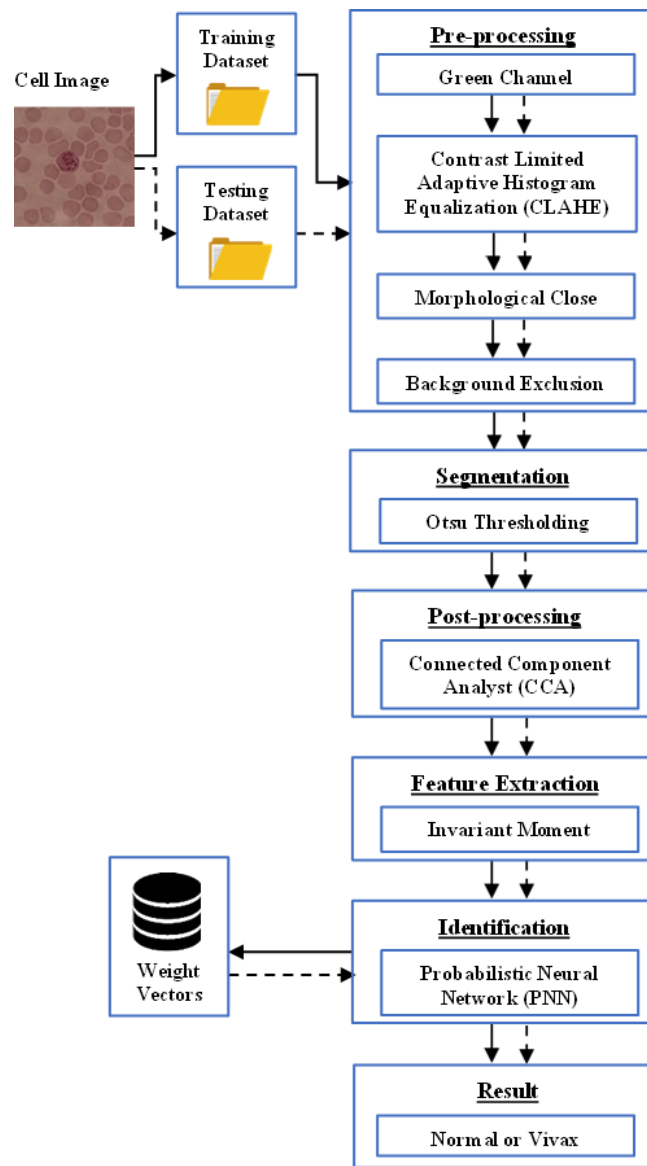 Cell Image
Training
Dataset
Testing
Dataset
Pre-processing
Green Channel
Contrast Limited
Adaptive Histogram
Equalization (CLAHE)
Morphological Close
Background Exclusion
Segmentation
Otsu Thresholding
Post-processing
Connected Component
Analyst (CCA)
Feature Extraction
Invariant Moment
Weight
Vectors
Identification
Probabilistic Neural
Network (PNN)
Result
Normal or Vivax